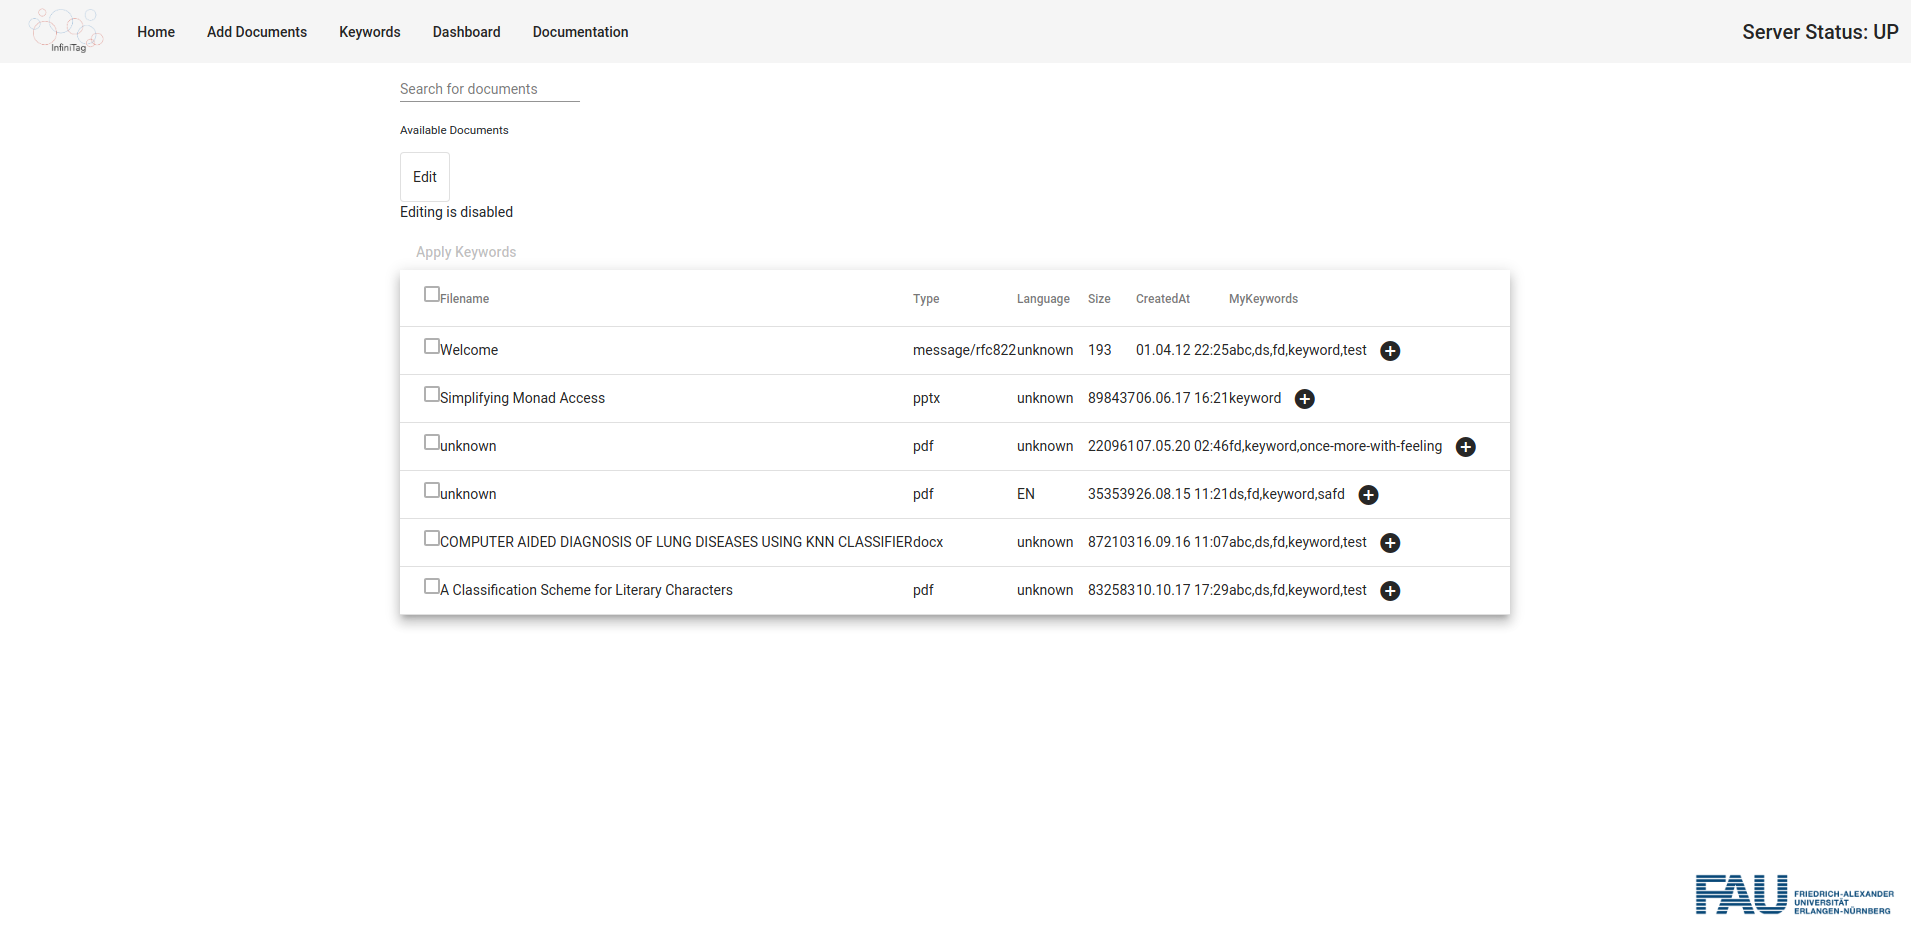 InfiniTag
Home Add Documents Keywords Dashboard Documentation Server Status: UP
Search for documents
Available Documents
Edit
Editing is disabled
Apply Keywords
Filename Type Language Size CreatedAt MyKeywords
Welcome message/rfc822 unknown 193 01.04.12 22:25 abc,ds,fd,keyword,test
Simplifying Monad Access pptx unknown 898437 06.06.17 16:21 keyword
unknown pdf unknown 220961 07.05.20 02:46 fd,keyword,once-more-with-feeling
unknown pdf EN 353539 26.08.15 11:21 ds,fd,keyword,safd
COMPUTER AIDED DIAGNOSIS OF LUNG DISEASES USING KNN CLASSIFIER docx unknown 872103 16.09.16 11:07 abc,ds,fd,keyword,test
A Classification Scheme for Literary Characters pdf unknown 832583 10.10.17 17:29 abc,ds,fd,keyword,test
FAU
FRIEDRICH-ALEXANDER
UNIVERSITÄT
ERLANGEN-NÜRNBERG